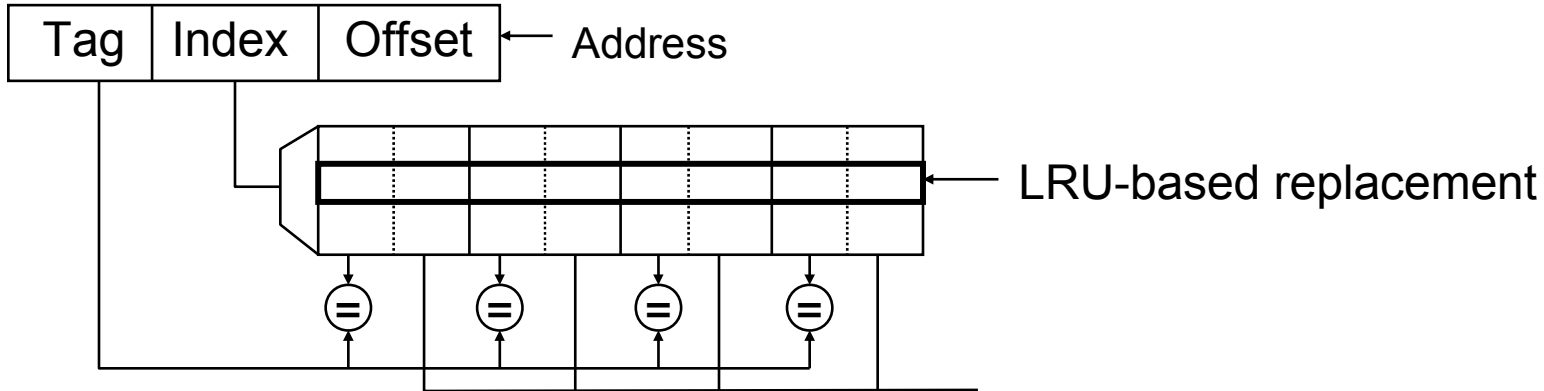 Tag Index Offset Address
LRU-based replacement
= = = =